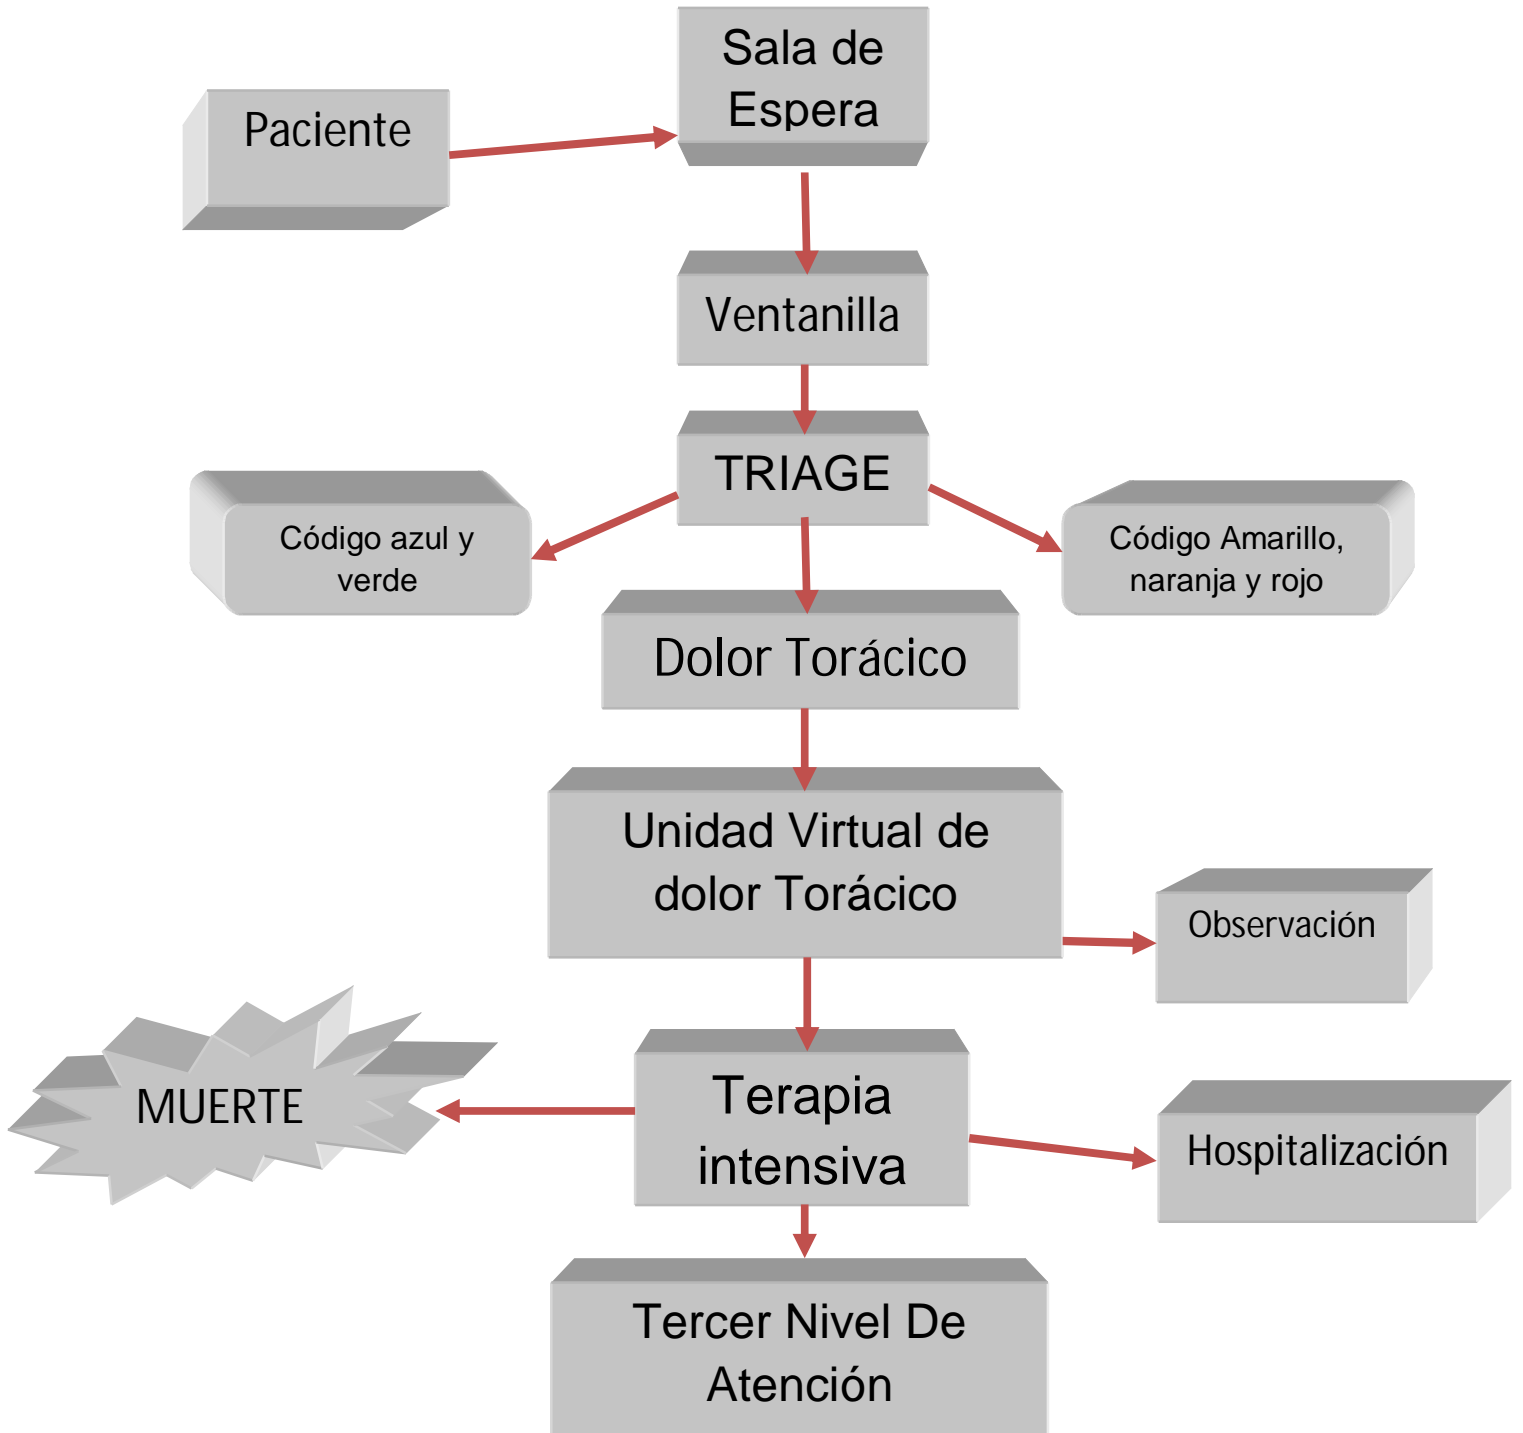 Sala de
Espera
Paciente
Ventanilla
TRIAGE
Código azul y
verde
Código Amarillo,
naranja y rojo
Dolor Torácico
Unidad Virtual de
dolor Torácico
Observación
MUERTE
Terapia
intensiva
Hospitalización
Tercer Nivel De
Atención